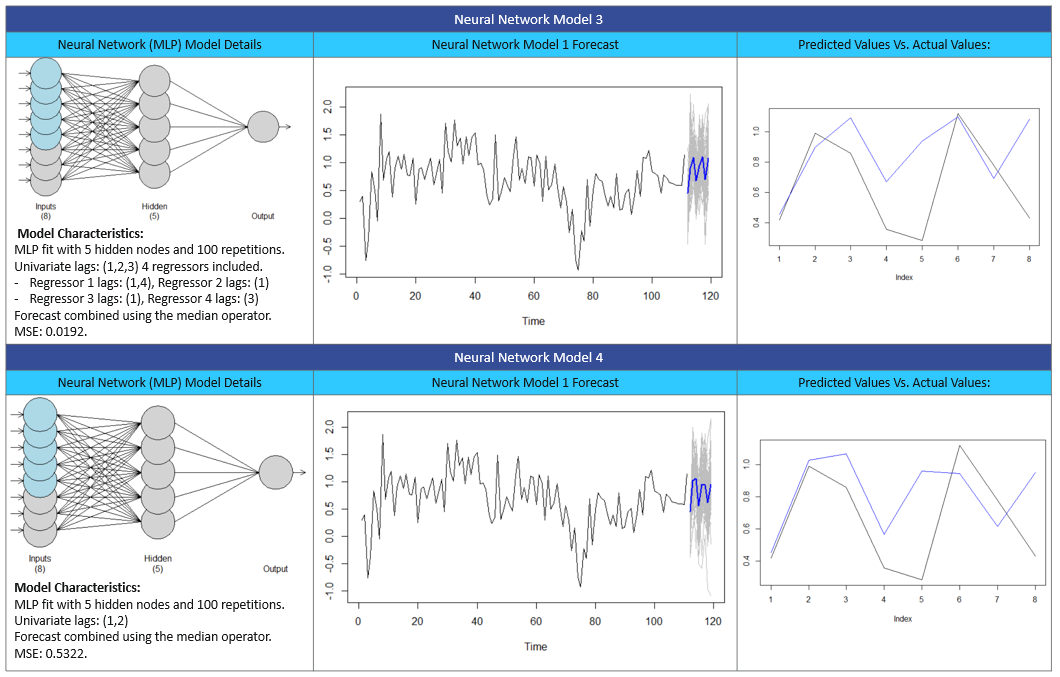 Neural Network Model 3
Neural Network (MLP) Model Details
Neural Network Model 1 Forecast
Predicted Values Vs. Actual Values:
Inputs
(8)
Hidden
(5)
Output
Model Characteristics:
MLP fit with 5 hidden nodes and 100 repetitions.
Univariate lags: (1,2,3) 4 regressors included.
- Regressor 1 lags: (1,4), Regressor 2 lags: (1)
- Regressor 3 lags: (1), Regressor 4 lags: (3)
Forecast combined using the median operator.
MSE: 0.0192.
2.0
1.5
1.0
0.5
0.0
-0.5
-1.0
0 20 40 60 80 100 120
Time
1.0
0.8
0.6
0.4
1 2 3 4 5 6 7 8
Index
Neural Network Model 4
Neural Network (MLP) Model Details
Neural Network Model 1 Forecast
Predicted Values Vs. Actual Values:
Inputs
(8)
Hidden
(5)
Output
Model Characteristics:
MLP fit with 5 hidden nodes and 100 repetitions.
Univariate lags: (1,2)
Forecast combined using the median operator.
MSE: 0.5322.
2.0
1.5
1.0
0.5
0.0
-0.5
-1.0
0 20 40 60 80 100 120
Time
1.0
0.8
0.6
0.4
1 2 3 4 5 6 7 8
Index